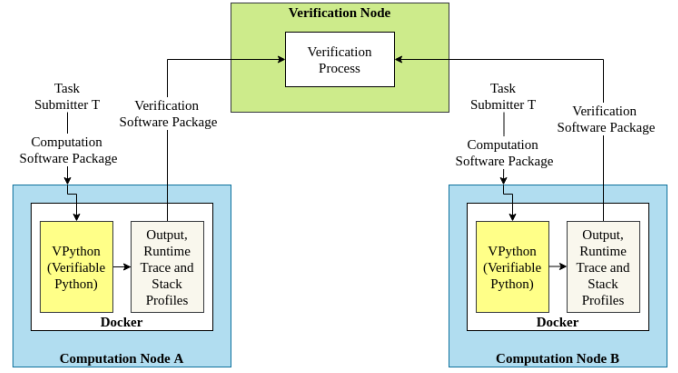 Verification Node
Verification
Process
Task
Submitter T
Verification
Software Package
Computation
Software Package
VPython
(Verifiable
Python)
Output,
Runtime
Trace and
Stack
Profiles
Docker
Computation Node A
Task
Submitter T
Verification
Software Package
Computation
Software Package
VPython
(Verifiable
Python)
Output,
Runtime
Trace and
Stack
Profiles
Docker
Computation Node B